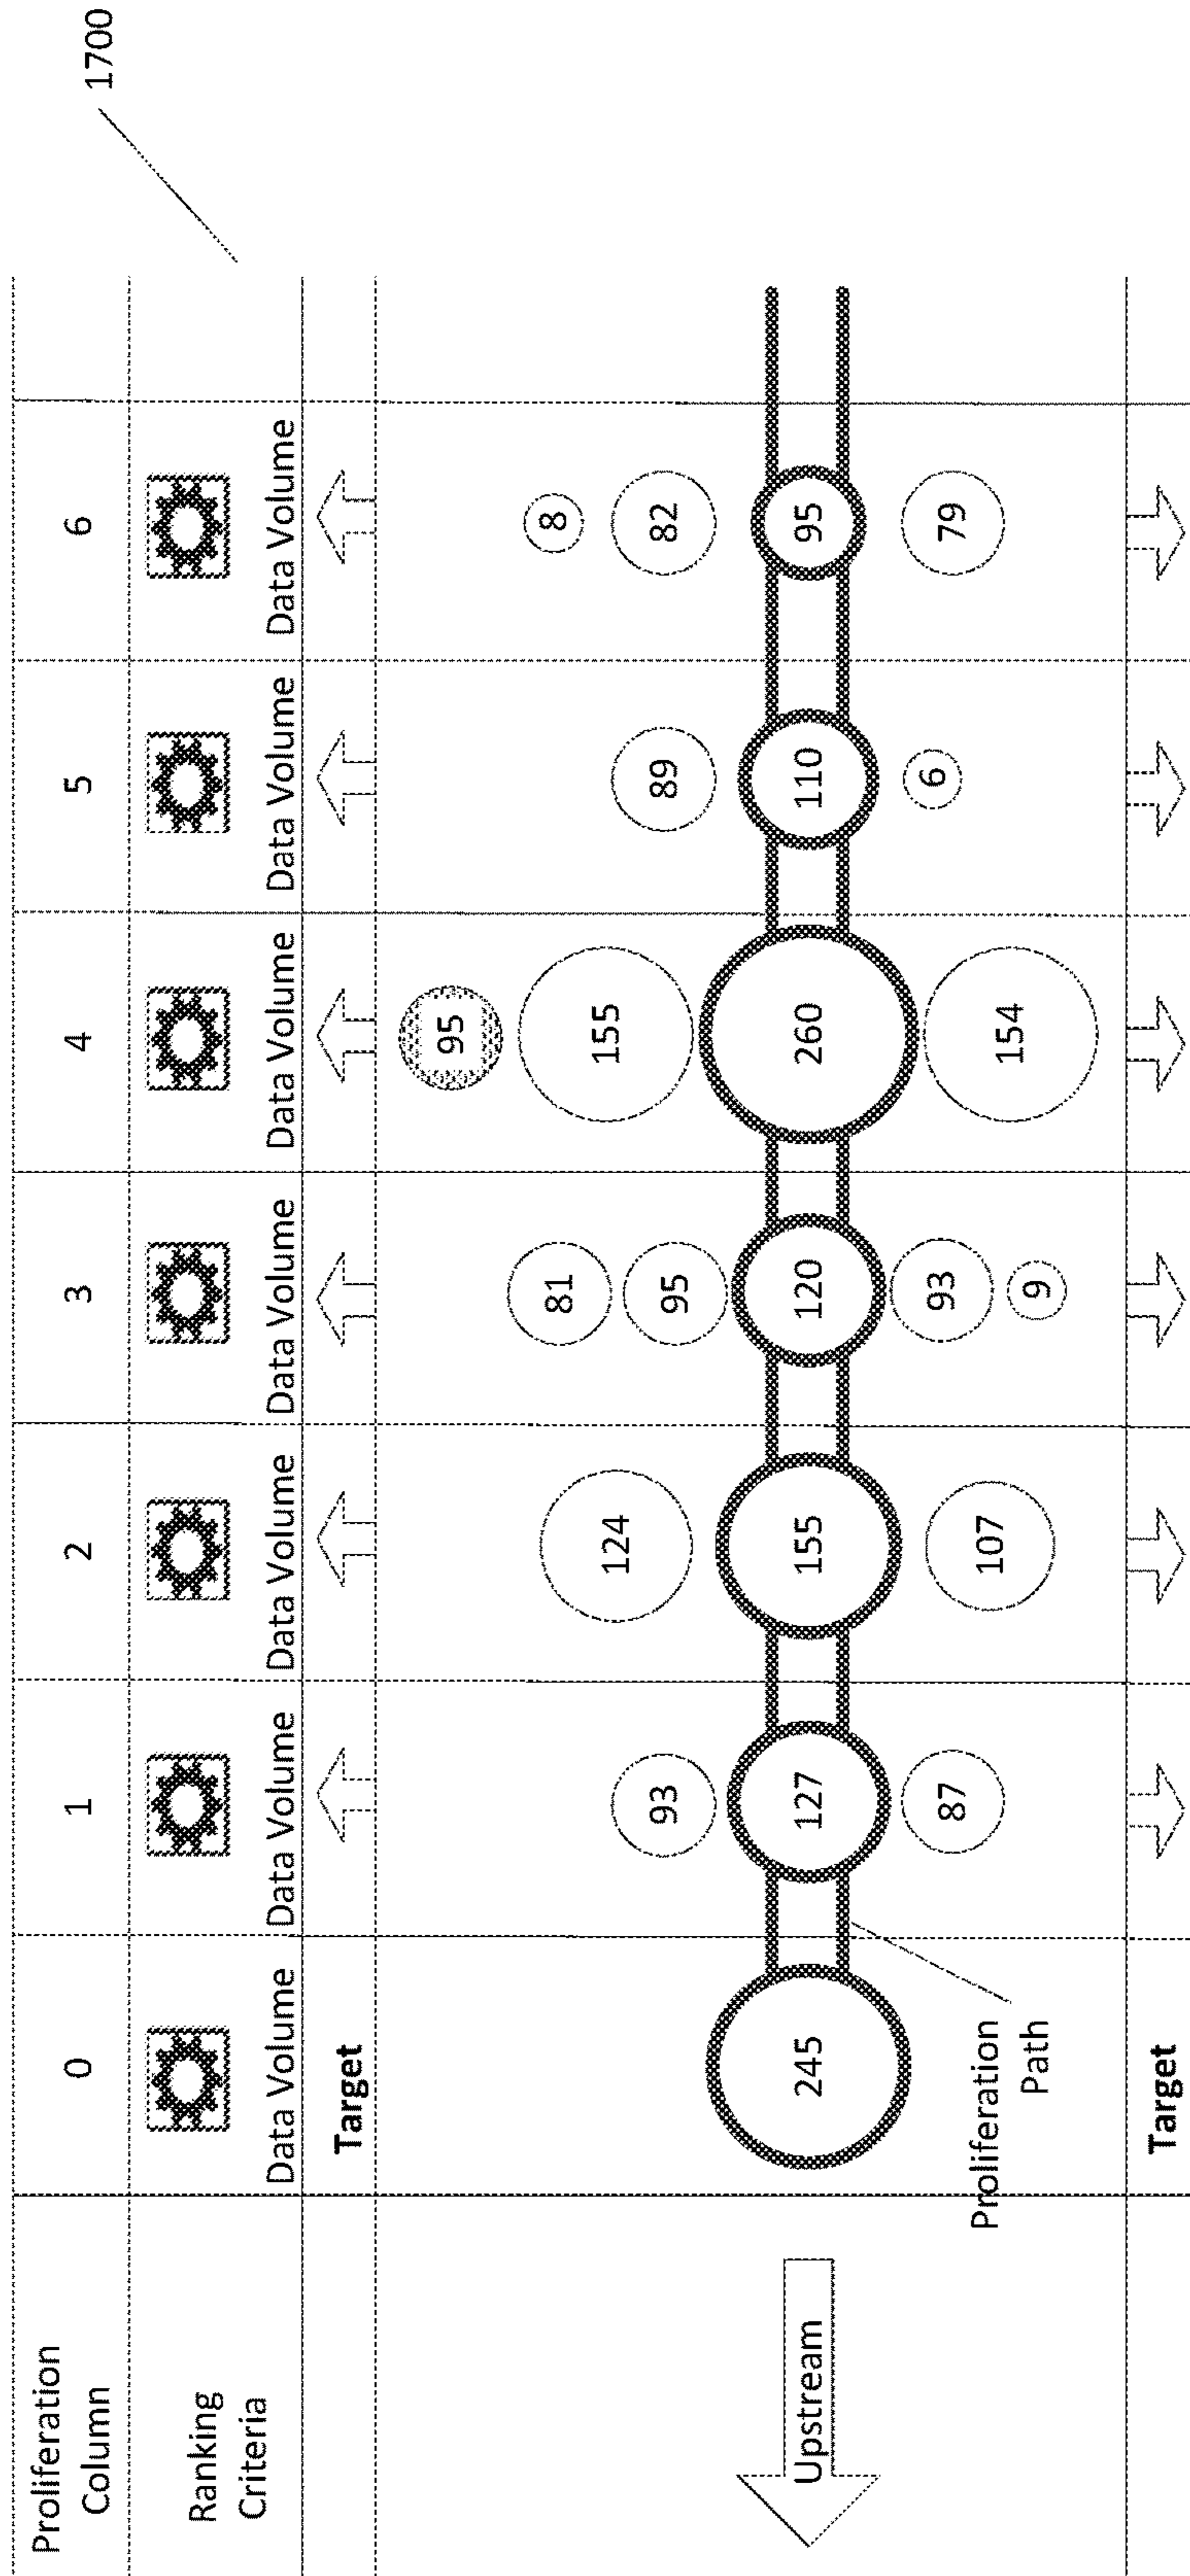 1700
Proliferation
Column
0
1
2
3
4
5
6
Ranking
Criteria
Data Volume
Data Volume
Data Volume
Data Volume
Data Volume
Data Volume
Data Volume
Target
245
93
127
87
124
155
107
81
95
120
93
9
95
155
260
154
89
110
6
8
82
95
79
Upstream
Proliferation
Path
Target